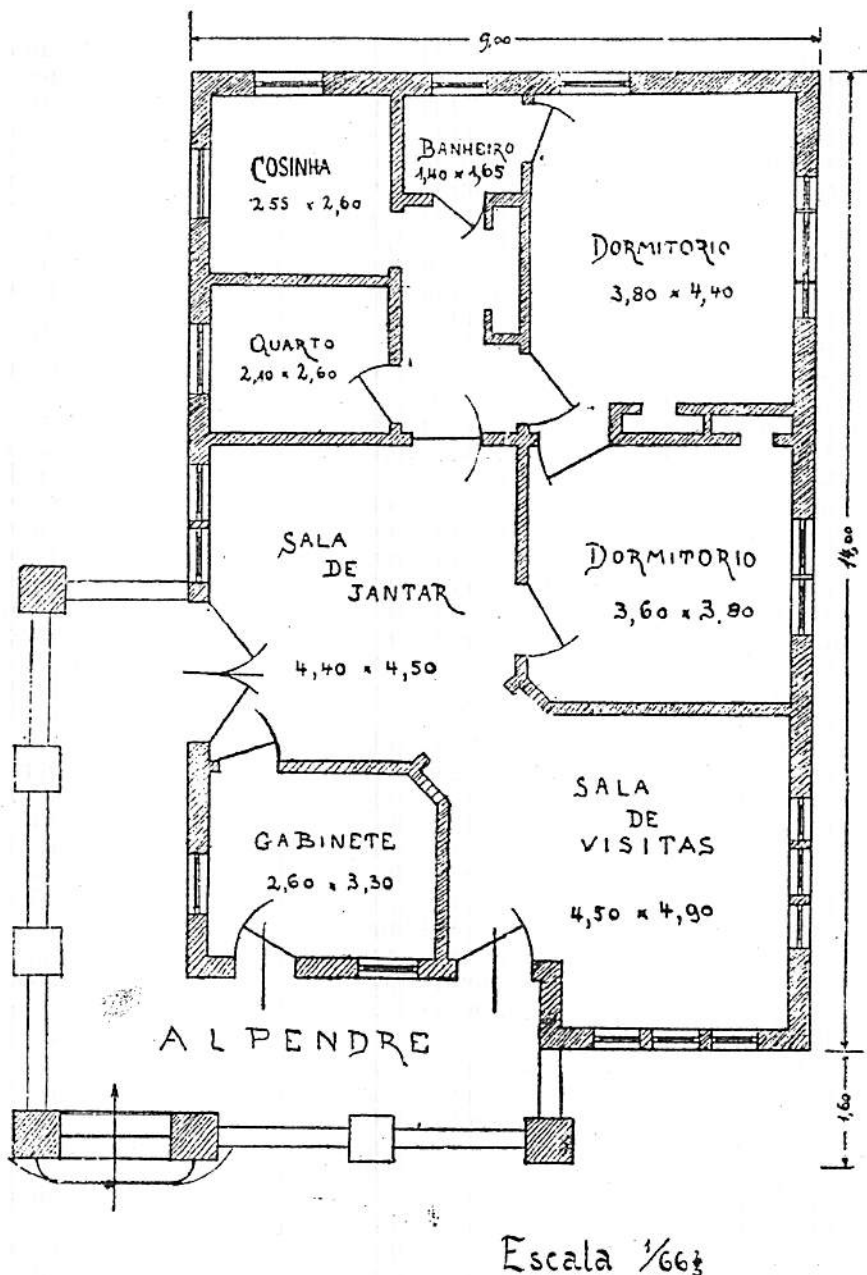 9,00
COSINHA
2 55 x 2,60
BANHEIRO
1,40 x 1,65
DORMITORIO
3,80 x 4,40
QUARTO
2,10 x 2,60
SALA
DE
JANTAR
4,40 x 4,50
DORMITORIO
3,60 x 3,80
14,00
GABINETE
2,60 x 3,30
SALA
DE
VISITAS
4,50 x 4,90
ALPENDRE
1,60
Escala 1/66 2/3